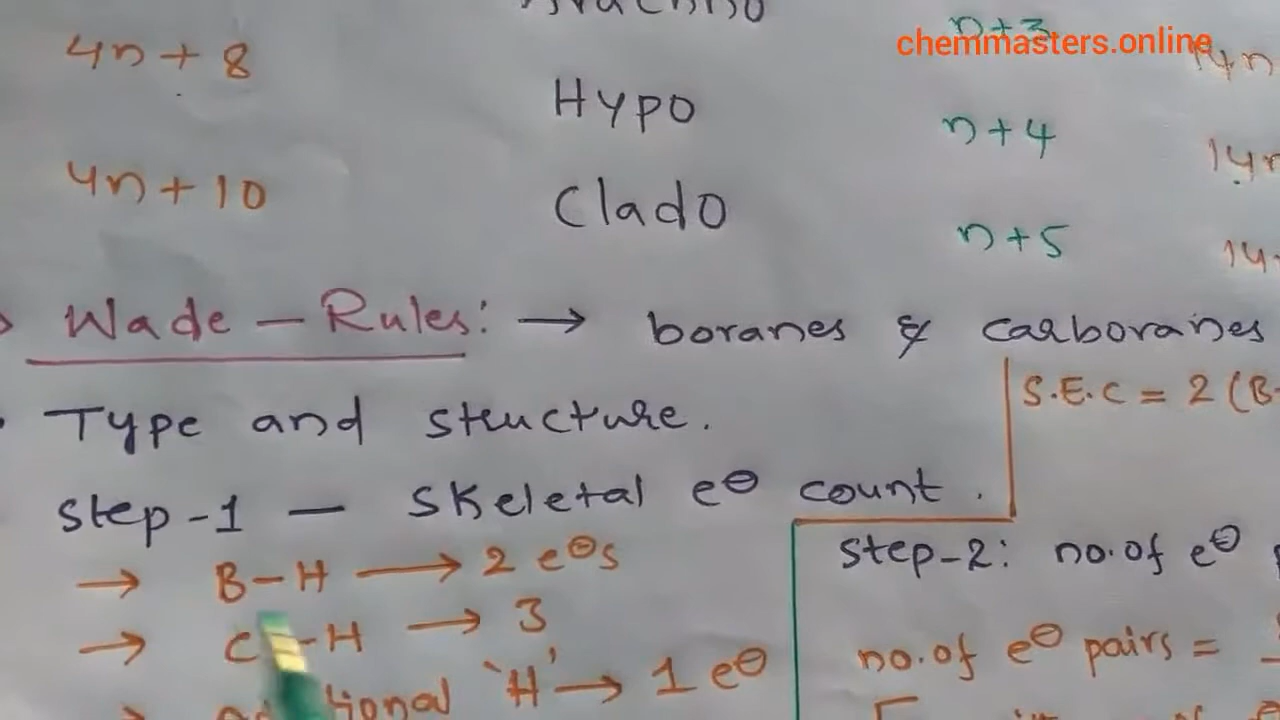 n+3
chemmasters.online
4n + 8
Hypo
n+4
4n + 10
Clado
n+5
Wade - Rules: → boranes & carboranes
Type and structure.
S.E.C = 2 (B-
Step-1 — Skeletal e⊖ count.
→ B-H → 2 e⊖s
→ C-H → 3
'H' → 1 e⊖
Step-2: no.of e⊖
no.of e⊖ pairs =